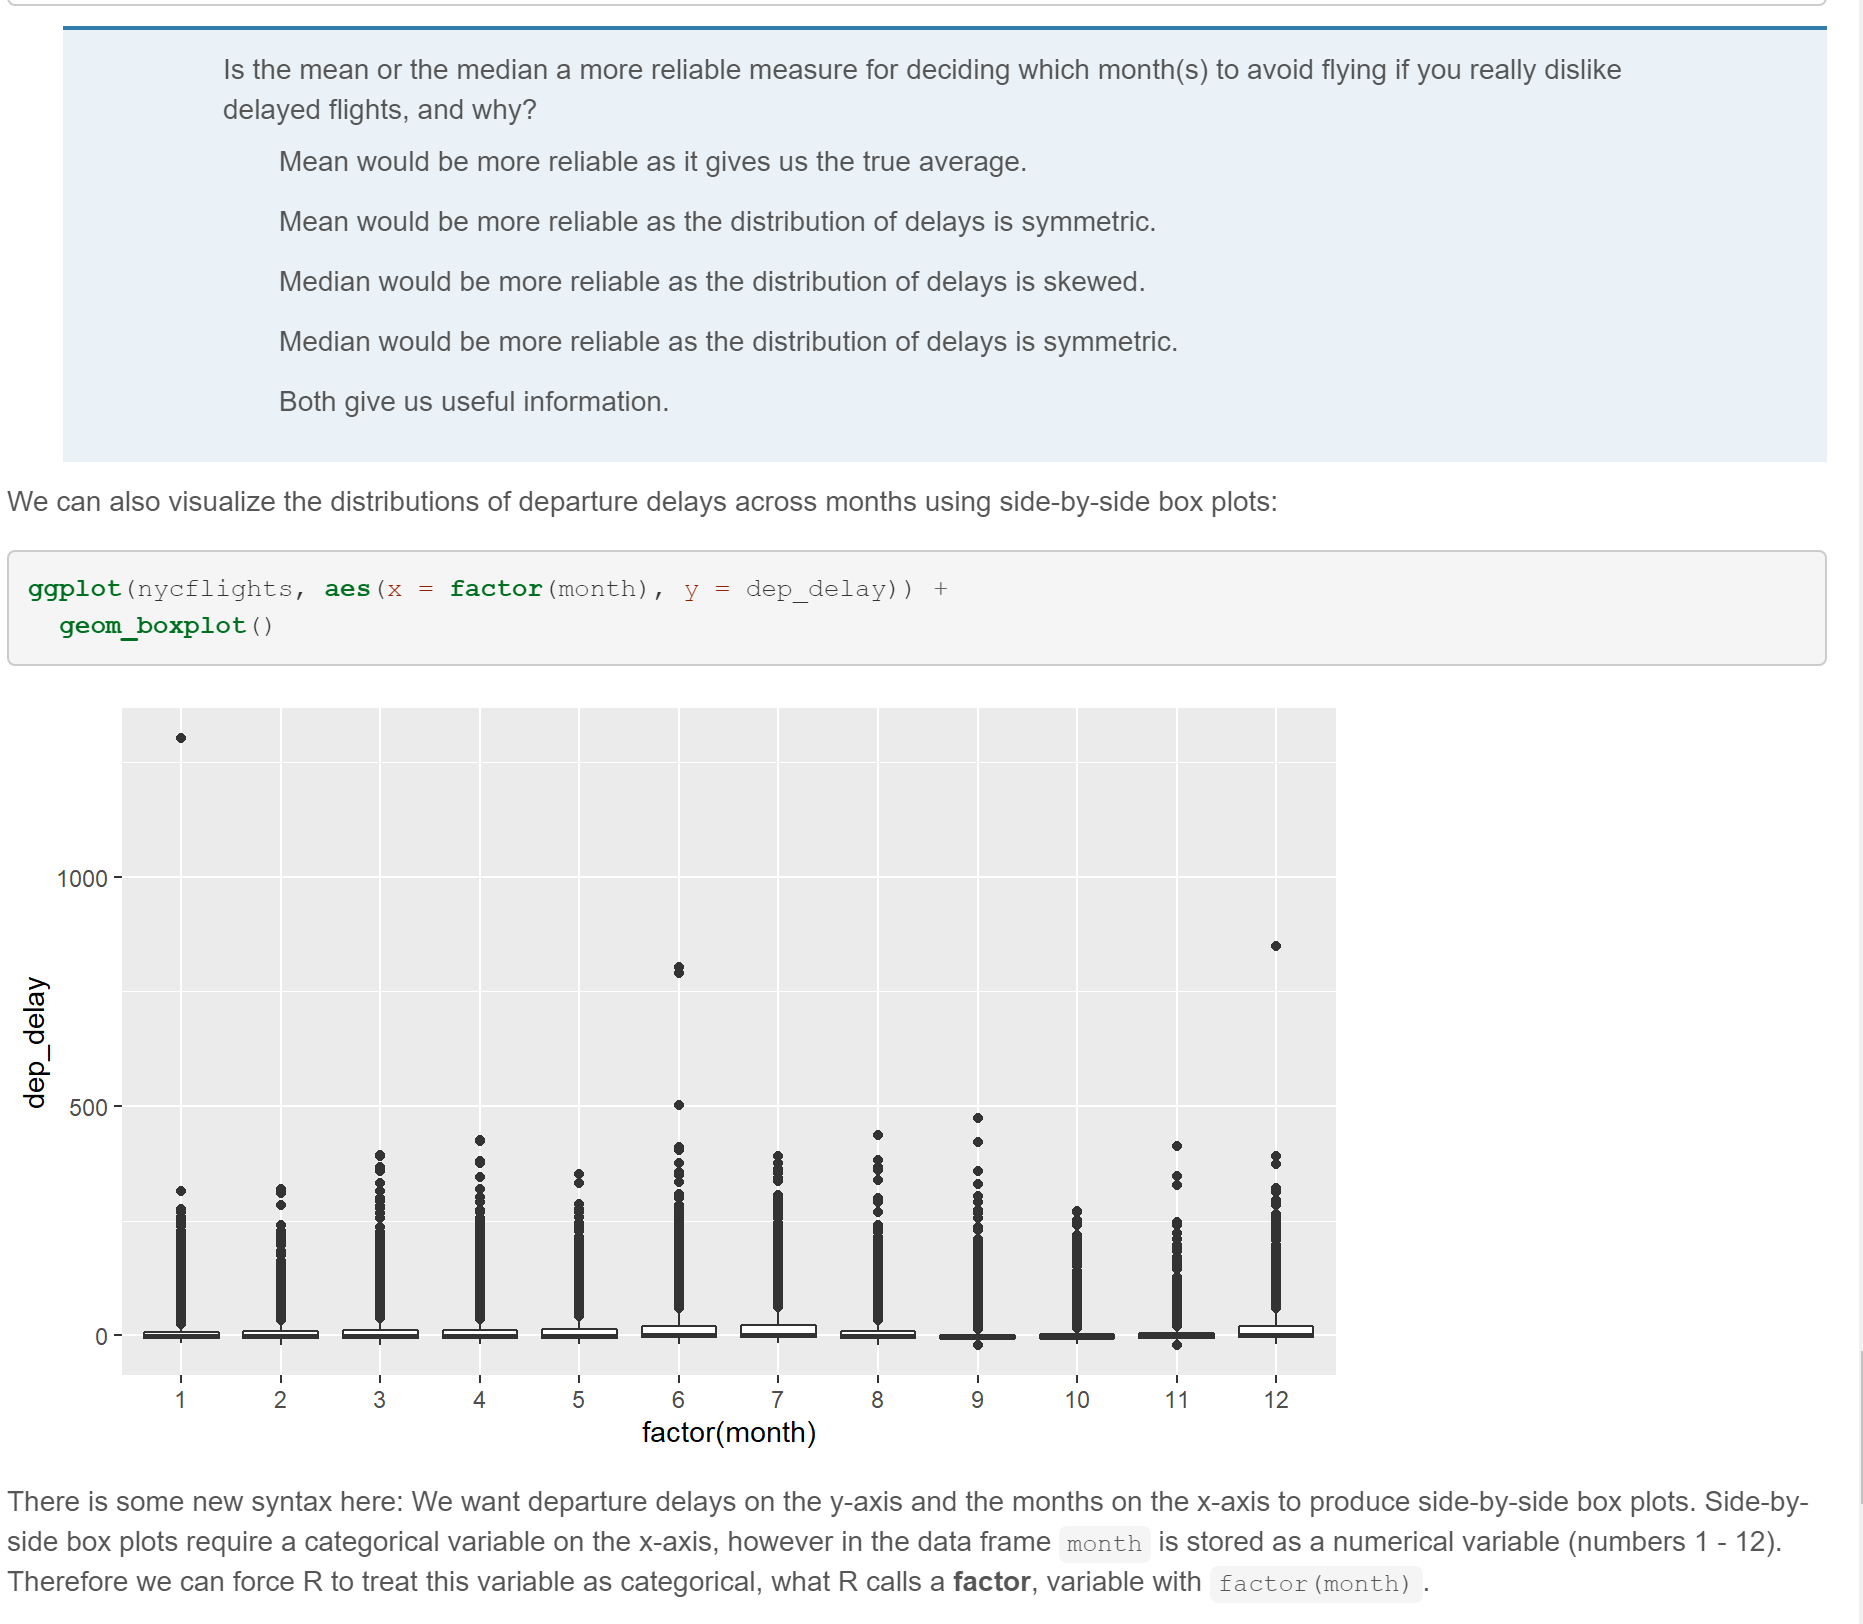 Is the mean or the median a more reliable measure for deciding which month(s) to avoid flying if you really dislike
delayed flights, and why?
Mean would be more reliable as it gives us the true average.
Mean would be more reliable as the distribution of delays is symmetric.
Median would be more reliable as the distribution of delays is skewed.
Median would be more reliable as the distribution of delays is symmetric.
Both give us useful information.
We can also visualize the distributions of departure delays across months using side-by-side box plots:
ggplot(nycflights, aes(x = factor(month), y = dep_delay)) +
  geom_boxplot()
1000
500
0
dep_delay
1 2 3 4 5 6 7 8 9 10 11 12
factor(month)
There is some new syntax here: We want departure delays on the y-axis and the months on the x-axis to produce side-by-side box plots. Side-by-
side box plots require a categorical variable on the x-axis, however in the data frame month is stored as a numerical variable (numbers 1 - 12).
Therefore we can force R to treat this variable as categorical, what R calls a factor, variable with factor(month).